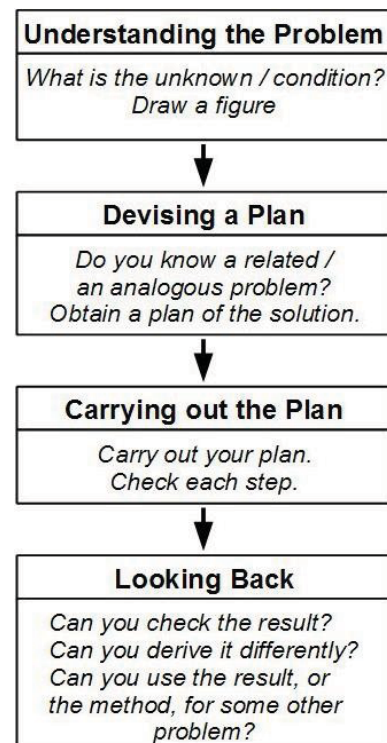 Understanding the Problem
What is the unknown / condition?
Draw a figure
Devising a Plan
Do you know a related /
an analogous problem?
Obtain a plan of the solution.
Carrying out the Plan
Carry out your plan.
Check each step.
Looking Back
Can you check the result?
Can you derive it differently?
Can you use the result, or
the method, for some other
problem?